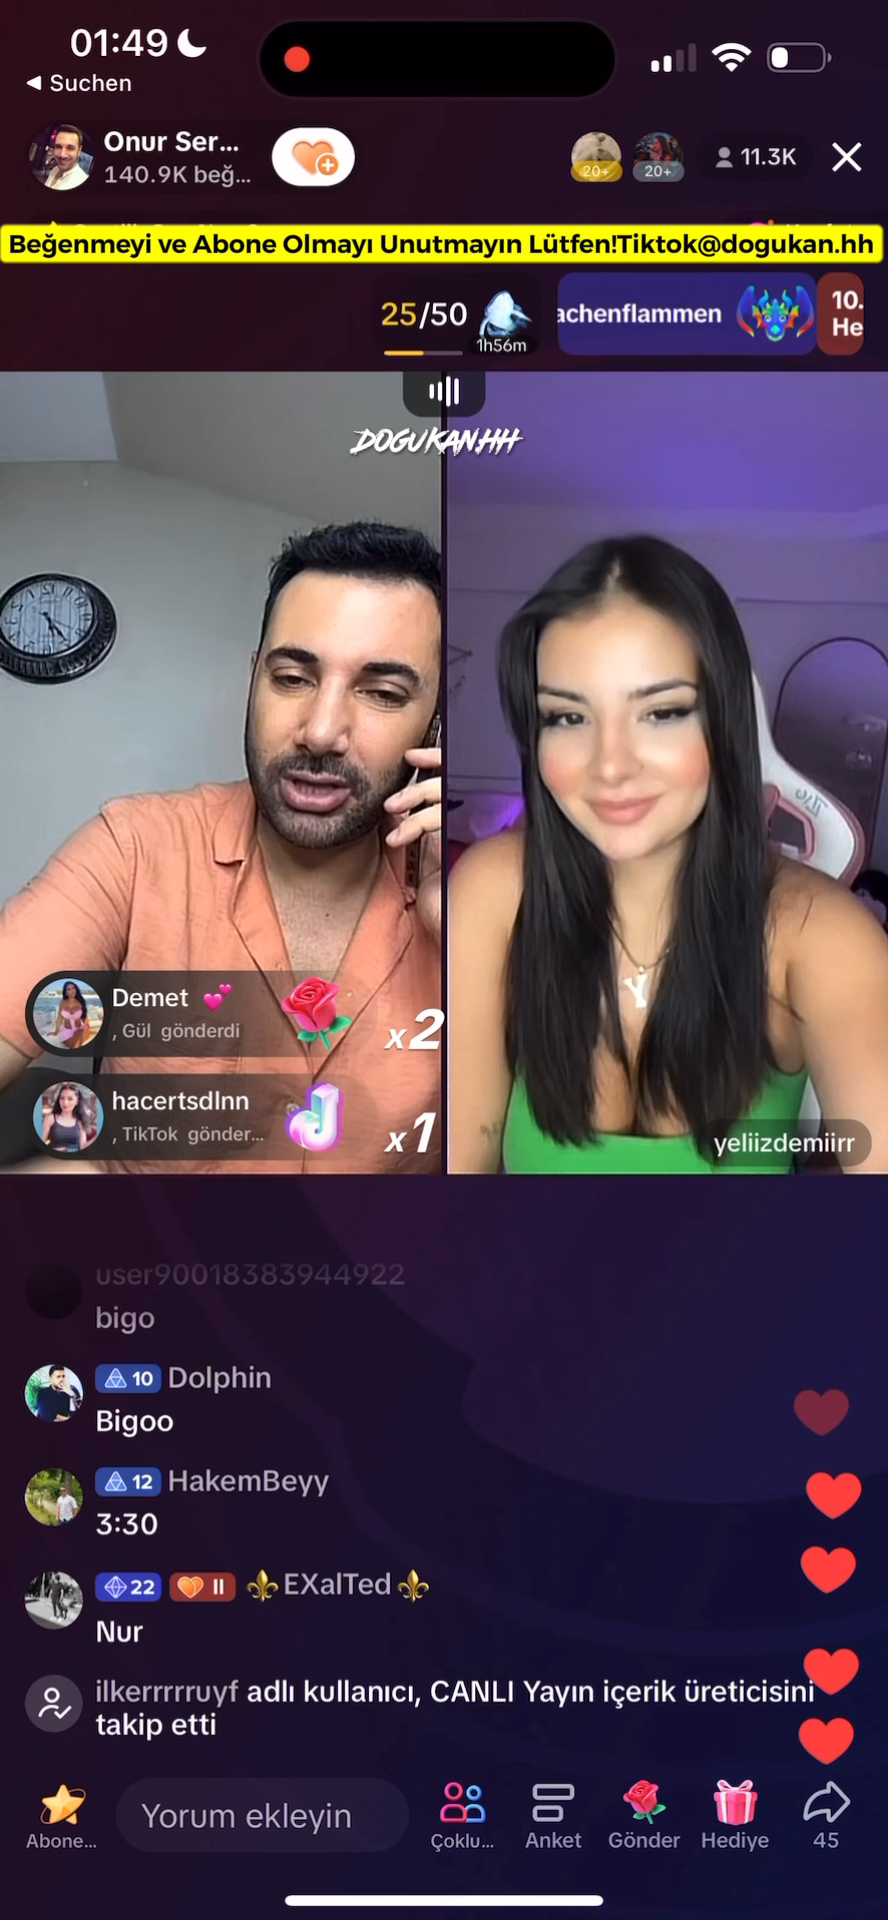 01:49
Suchen
Onur Ser...
140.9K beğ...
20+
20+
11.3K
Beğenmeyi ve Abone Olmayı Unutmayın Lütfen!Tiktok@dogukan.hh
25/50
1h56m
achenflammen
10.
He
DOGUKAN.HH
Demet
, Gül gönderdi
x2
hacertsdlnn
, TikTok gönder...
x1
Y
yeliizdemiirr
user90018383944922
bigo
10 Dolphin
Bigoo
12 HakemBeyy
3:30
22 II EXalTed
Nur
ilkerrrrruyf adlı kullanıcı, CANLI Yayın içerik üreticisini
takip etti
Abone...
Yorum ekleyin
Çoklu...
Anket
Gönder
Hediye
45